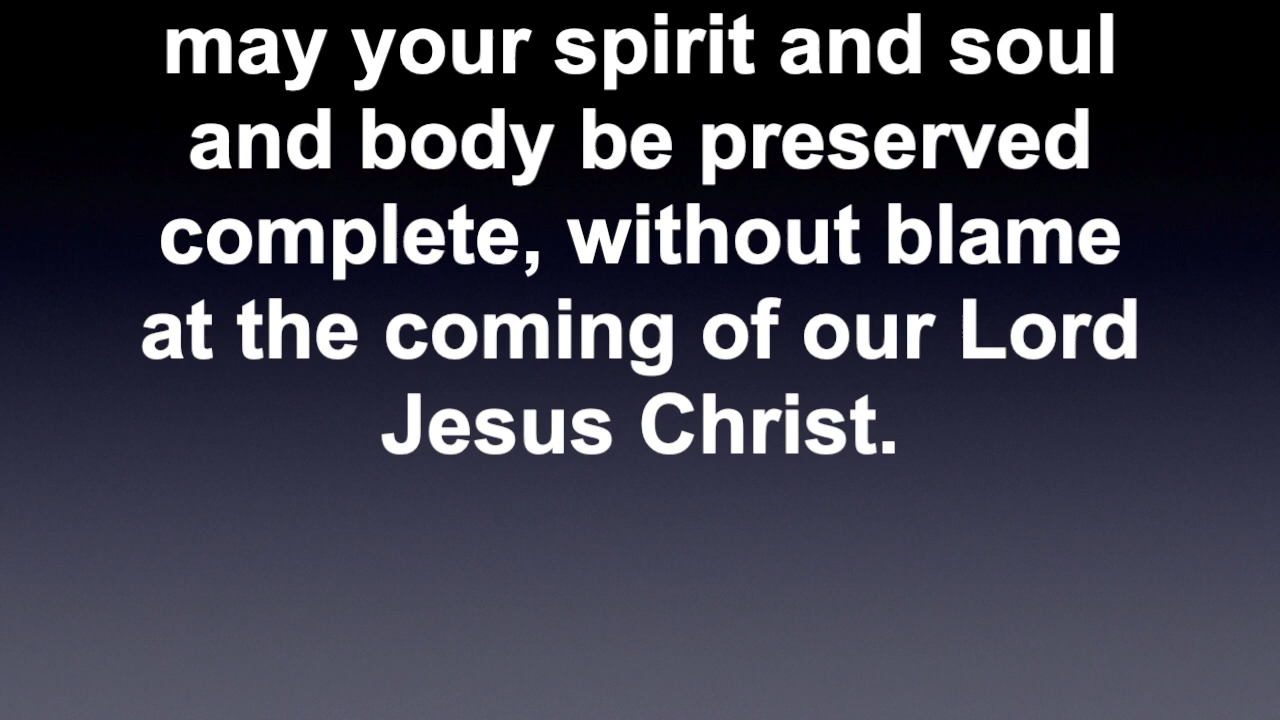 may your spirit and soul
and body be preserved
complete, without blame
at the coming of our Lord
Jesus Christ.